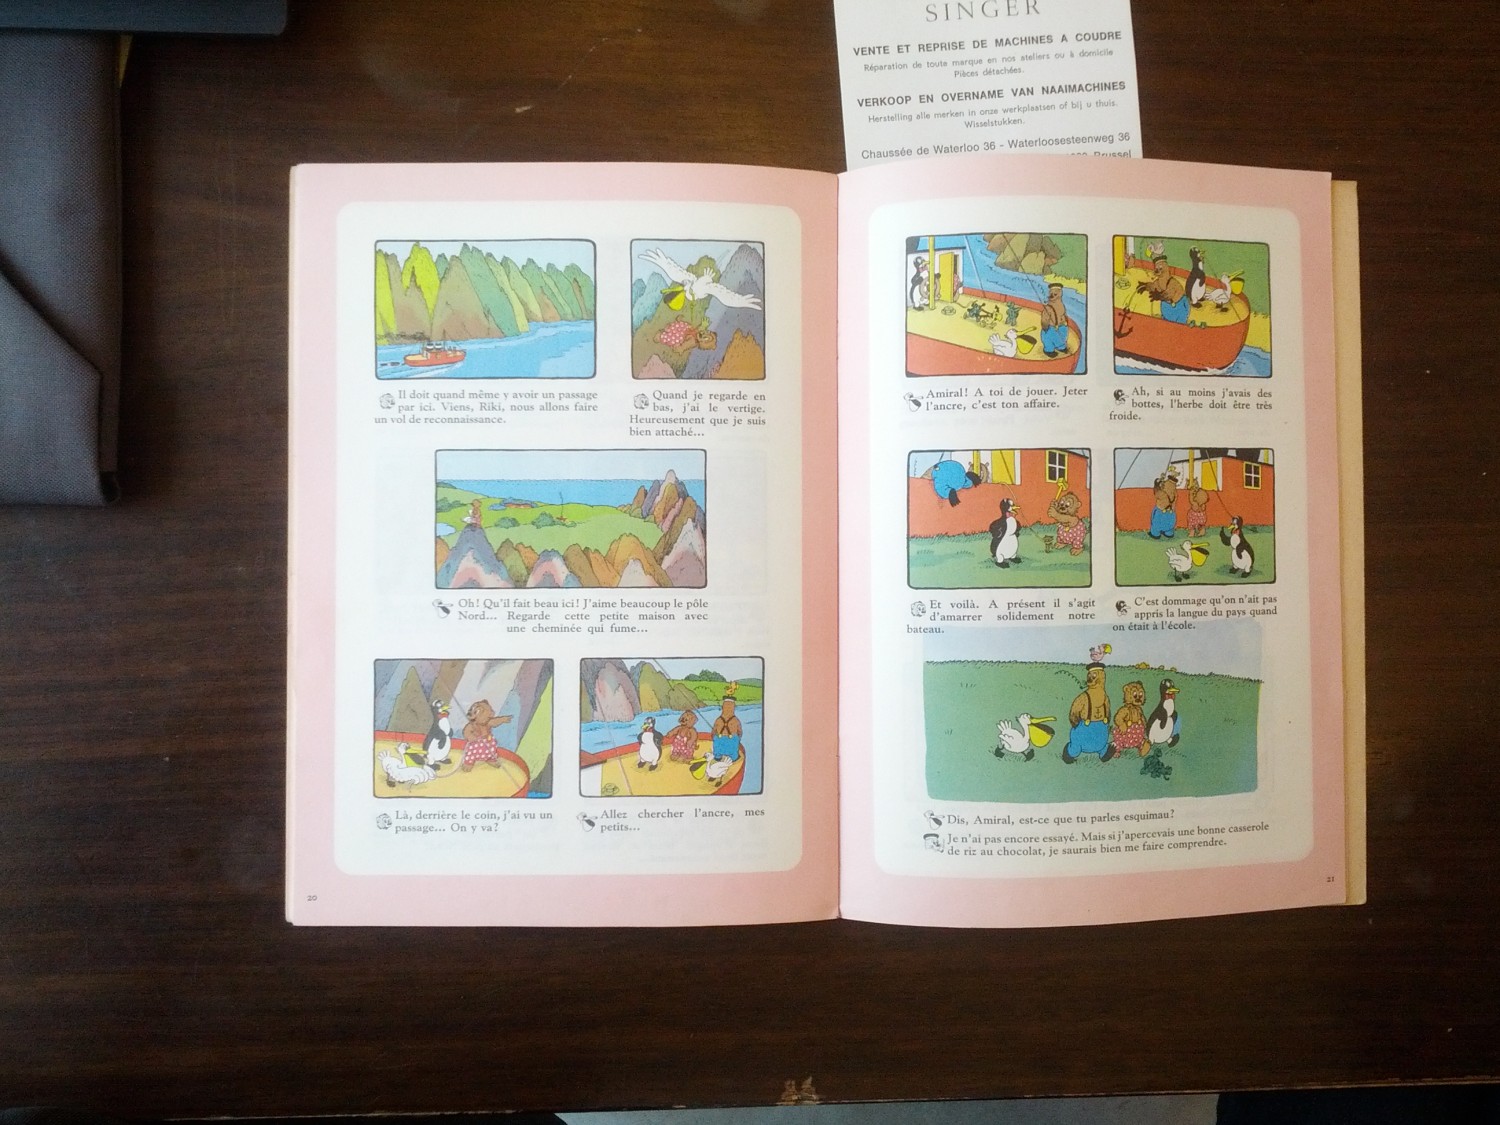 SINGER
VENTE ET REPRISE DE MACHINES A COUDRE
Réparation de toute marque en nos ateliers ou à domicile
Pièces détachées.
VERKOOP EN OVERNAME VAN NAAIMACHINES
Herstelling alle merken in onze werkplaatsen of bij u thuis.
Wisselstukken.
Chaussée de Waterloo 36 - Waterloosesteenweg 36
Brussel
Il doit quand même y avoir un passage
par ici. Viens, Riki, nous allons faire
un vol de reconnaissance.
Quand je regarde en
bas, j'ai le vertige.
Heureusement que je suis
bien attaché...
Oh! Qu'il fait beau ici! J'aime beaucoup le pôle
Nord... Regarde cette petite maison avec
une cheminée qui fume...
Là, derrière le coin, j'ai vu un
passage... On y va?
Allez chercher l'ancre, mes
petits...
20
Amiral! A toi de jouer. Jeter
l'ancre, c'est ton affaire.
Ah, si au moins j'avais des
bottes, l'herbe doit être très
froide.
Et voilà. A présent il s'agit
d'amarrer solidement notre
bateau.
C'est dommage qu'on n'ait pas
appris la langue du pays quand
on était à l'école.
Dis, Amiral, est-ce que tu parles esquimau?
Je n'ai pas encore essayé. Mais si j'apercevais une bonne casserole
de riz au chocolat, je saurais bien me faire comprendre.
21